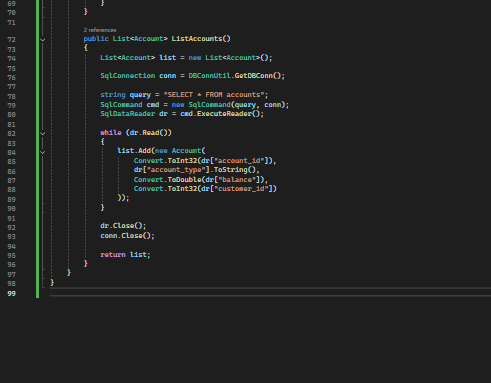 69 }
70 }
71
2 references
72 public List<Account> ListAccounts()
73 {
74 List<Account> list = new List<Account>();
75
76 SqlConnection conn = DBConnUtil.GetDBConn();
77
78 string query = "SELECT * FROM accounts";
79 SqlCommand cmd = new SqlCommand(query, conn);
80 SqlDataReader dr = cmd.ExecuteReader();
81
82 while (dr.Read())
83 {
84 list.Add(new Account(
85 Convert.ToInt32(dr["account_id"]),
86 dr["account_type"].ToString(),
87 Convert.ToDouble(dr["balance"]),
88 Convert.ToInt32(dr["customer_id"])
89 ));
90 }
91
92 dr.Close();
93 conn.Close();
94
95 return list;
96 }
97 }
98 }
99